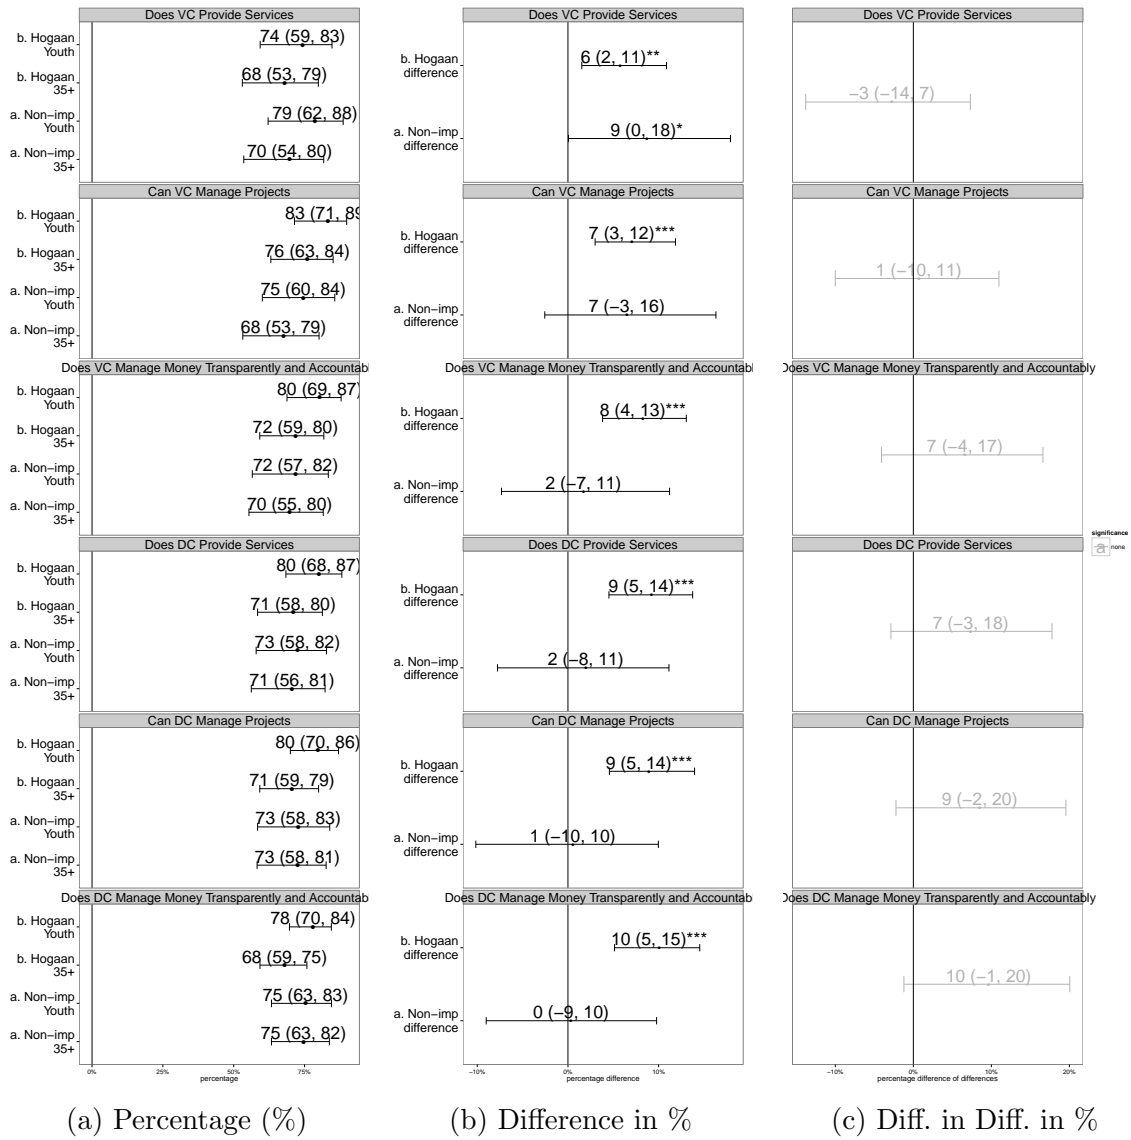 Does VC Provide Services
b. Hogaan
Youth
74 (59, 83)
b. Hogaan
35+
68 (53, 79)
a. Non−imp
Youth
79 (62, 88)
a. Non−imp
35+
70 (54, 80)
Can VC Manage Projects
b. Hogaan
Youth
83 (71, 89
b. Hogaan
35+
76 (63, 84)
a. Non−imp
Youth
75 (60, 84)
a. Non−imp
35+
68 (53, 79)
Does VC Manage Money Transparently and Accountabl
b. Hogaan
Youth
80 (69, 87)
b. Hogaan
35+
72 (59, 80)
a. Non−imp
Youth
72 (57, 82)
a. Non−imp
35+
70 (55, 80)
Does DC Provide Services
b. Hogaan
Youth
80 (68, 87)
b. Hogaan
35+
71 (58, 80)
a. Non−imp
Youth
73 (58, 82)
a. Non−imp
35+
71 (56, 81)
Can DC Manage Projects
b. Hogaan
Youth
80 (70, 86)
b. Hogaan
35+
71 (59, 79)
a. Non−imp
Youth
73 (58, 83)
a. Non−imp
35+
73 (58, 81)
Does DC Manage Money Transparently and Accountab
b. Hogaan
Youth
78 (70, 84)
b. Hogaan
35+
68 (59, 75)
a. Non−imp
Youth
75 (63, 83)
a. Non−imp
35+
75 (63, 82)
0% 25% 50% 75%
percentage
(a) Percentage (%)
Does VC Provide Services
b. Hogaan
difference
6 (2, 11)**
a. Non−imp
difference
9 (0, 18)*
Can VC Manage Projects
b. Hogaan
difference
7 (3, 12)***
a. Non−imp
difference
7 (−3, 16)
Does VC Manage Money Transparently and Accountabl
b. Hogaan
difference
8 (4, 13)***
a. Non−imp
difference
2 (−7, 11)
Does DC Provide Services
b. Hogaan
difference
9 (5, 14)***
a. Non−imp
difference
2 (−8, 11)
Can DC Manage Projects
b. Hogaan
difference
9 (5, 14)***
a. Non−imp
difference
1 (−10, 10)
Does DC Manage Money Transparently and Accountab
b. Hogaan
difference
10 (5, 15)***
a. Non−imp
difference
0 (−9, 10)
−10% 0% 10%
percentage difference
(b) Difference in %
Does VC Provide Services
−3 (−14, 7)
Can VC Manage Projects
1 (−10, 11)
Does VC Manage Money Transparently and Accountably
7 (−4, 17)
Does DC Provide Services
7 (−3, 18)
Can DC Manage Projects
9 (−2, 20)
Does DC Manage Money Transparently and Accountably
10 (−1, 20)
−10% 0% 10% 20%
percentage difference of differences
(c) Diff. in Diff. in %
significance
a none